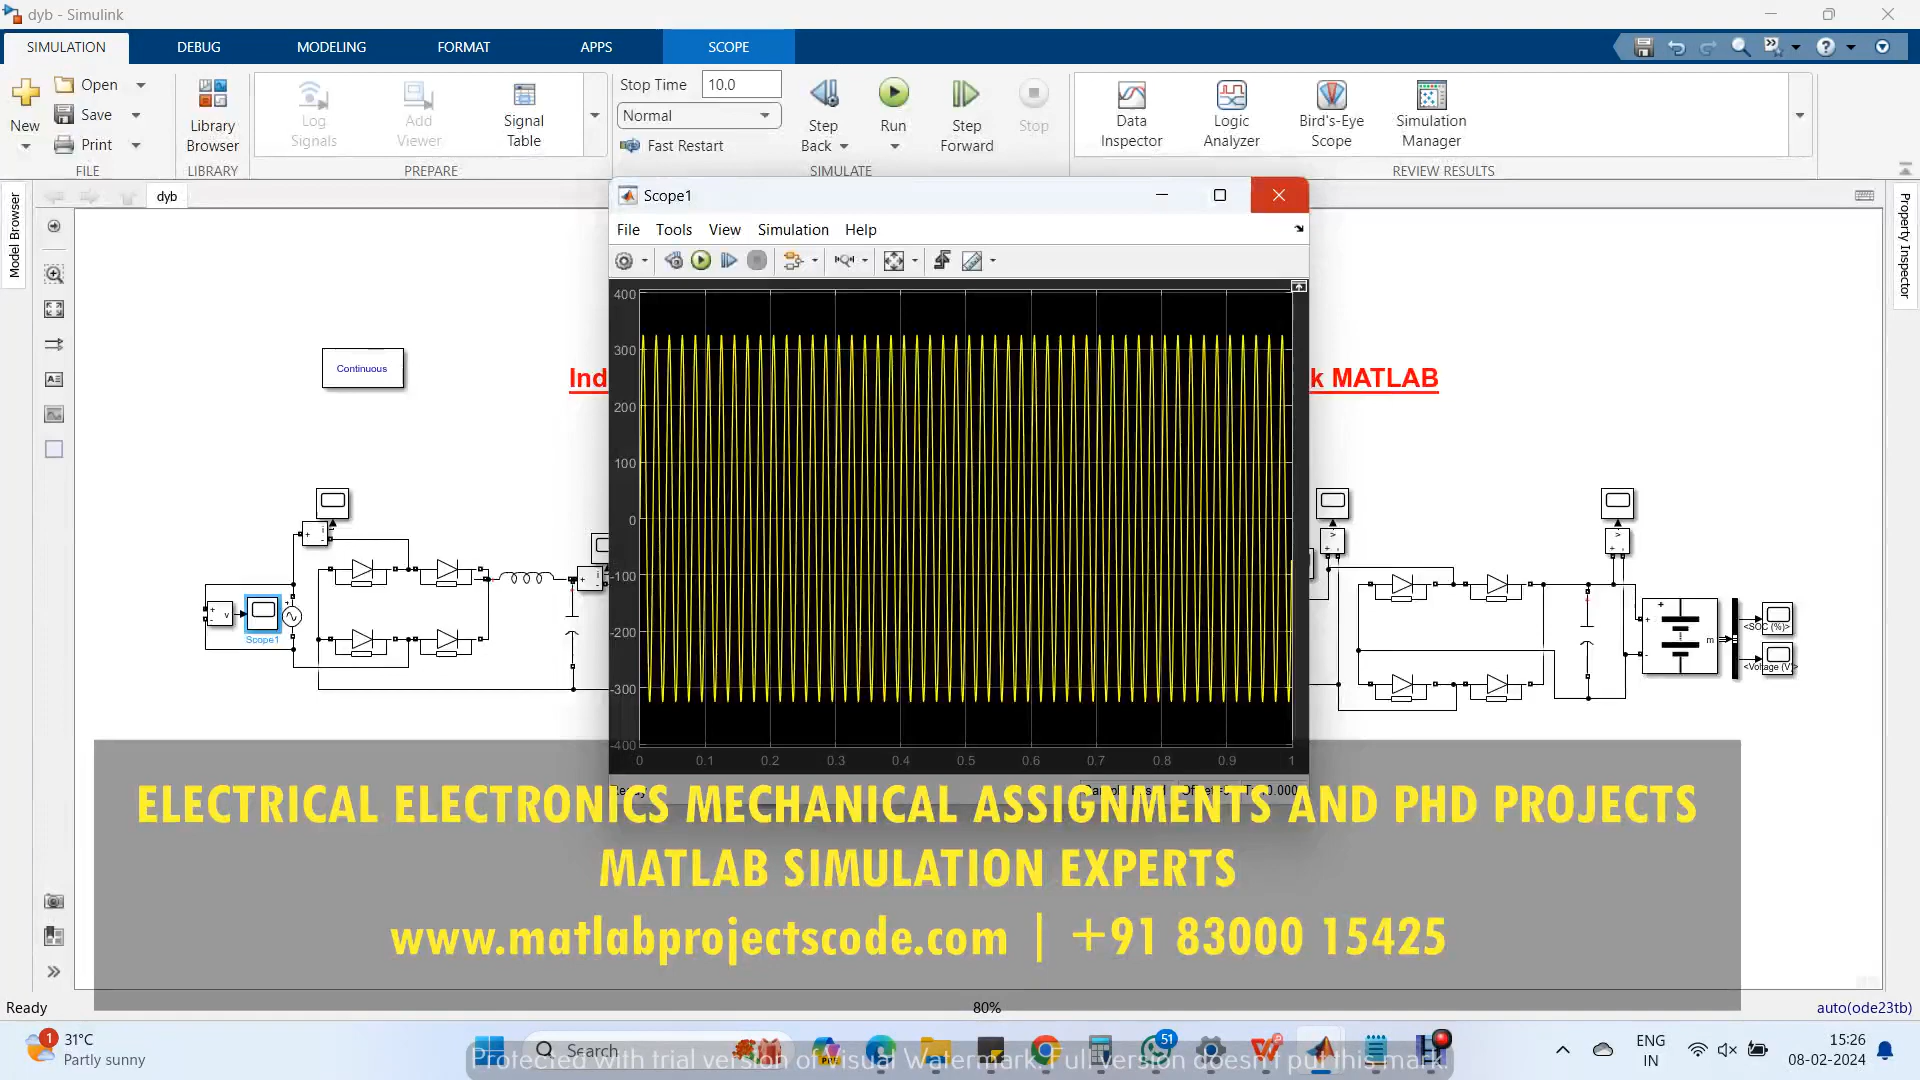 dyb - Simulink
SIMULATION
DEBUG
MODELING
FORMAT
APPS
SCOPE
New
Open
Save
Print
FILE
Library
Browser
LIBRARY
Log
Signals
Add
Viewer
Signal
Table
PREPARE
Stop Time 10.0
Normal
Fast Restart
Step
Back
Run
Step
Forward
Stop
SIMULATE
Data
Inspector
Logic
Analyzer
Bird's-Eye
Scope
Simulation
Manager
REVIEW RESULTS
Model Browser
dyb
Property Inspector
Scope1
File Tools View Simulation Help
400
300
200
100
0
-100
-200
-300
-400
0 0.1 0.2 0.3 0.4 0.5 0.6 0.7 0.8 0.9 1
Continuous
Ind
k MATLAB
Scope1
v
i
i
m
<SOC (%)>
<Voltage (V)>
ELECTRICAL ELECTRONICS MECHANICAL ASSIGNMENTS AND PHD PROJECTS
MATLAB SIMULATION EXPERTS
www.matlabprojectscode.com | +91 83000 15425
Ready
80%
auto(ode23tb)
1
31°C
Partly sunny
Search
51
ENG
IN
15:26
08-02-2024
Protected with trial version of Visual Watermark. Full version doesn't put this mark.